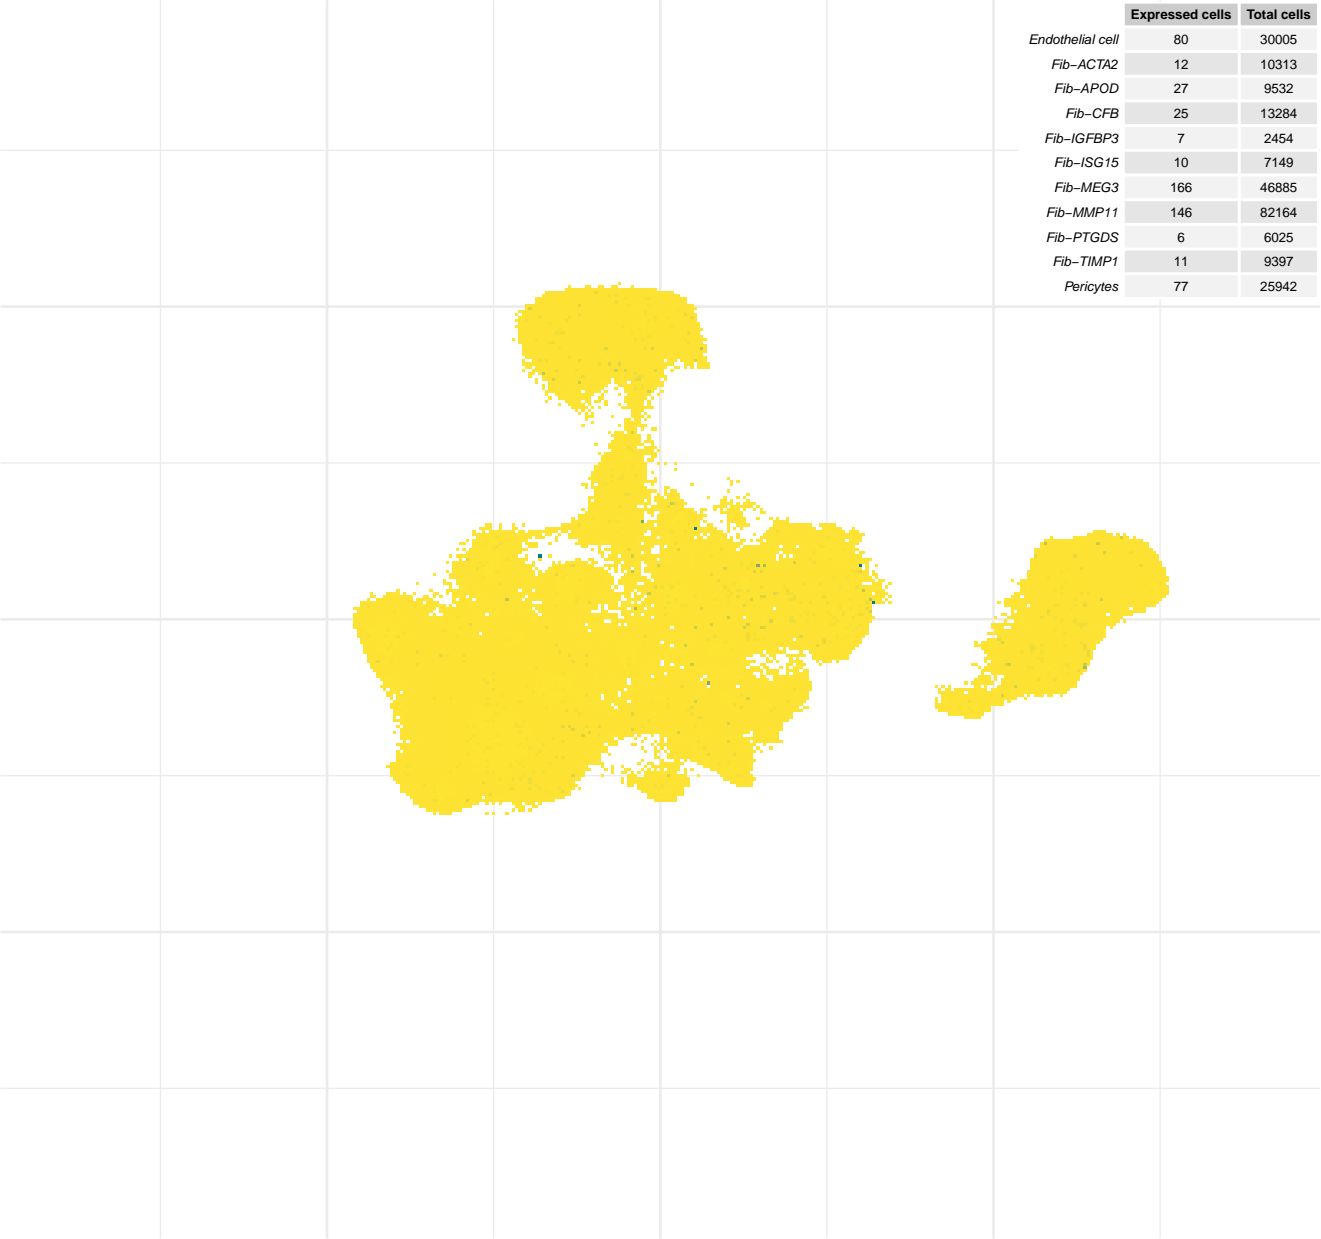 Expressed cells Total cells
Endothelial cell 80 30005
Fib−ACTA2 12 10313
Fib−APOD 27 9532
Fib−CFB 25 13284
Fib−IGFBP3 7 2454
Fib−ISG15 10 7149
Fib−MEG3 166 46885
Fib−MMP11 146 82164
Fib−PTGDS 6 6025
Fib−TIMP1 11 9397
Pericytes 77 25942